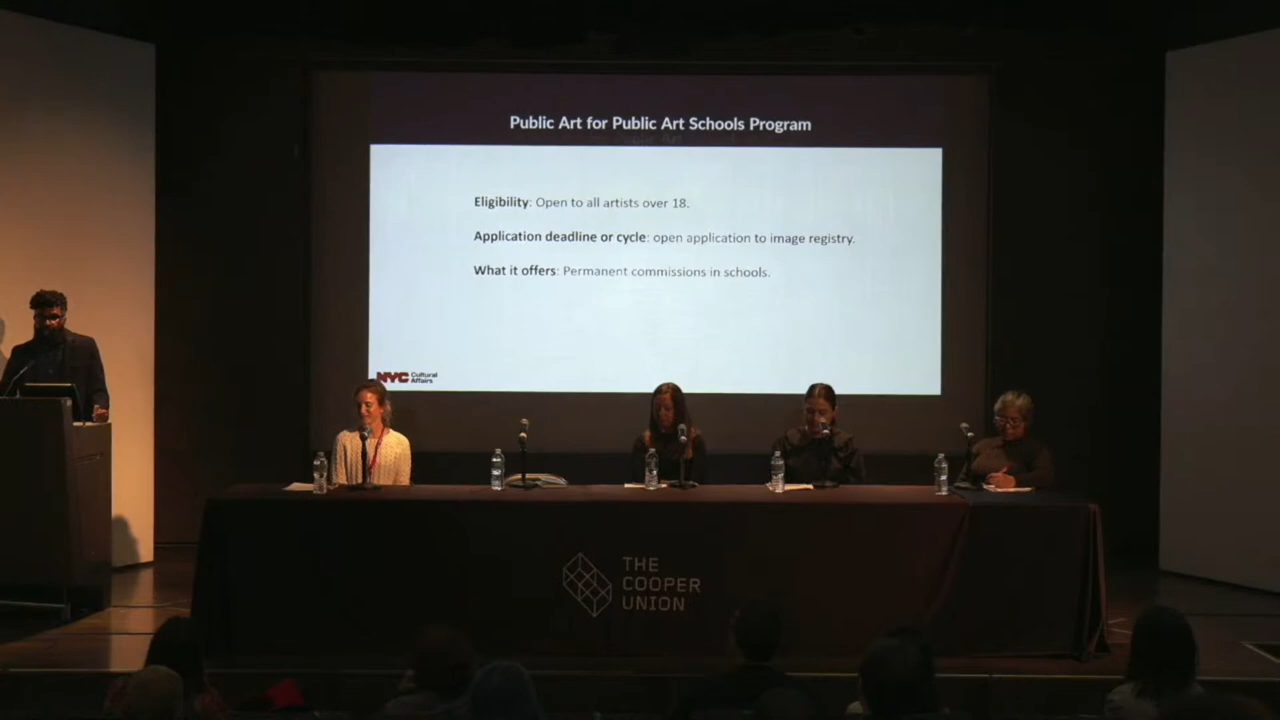 Public Art for Public Art Schools Program
Eligibility: Open to all artists over 18.
Application deadline or cycle: open application to image registry.
What it offers: Permanent commissions in schools.
NYC Cultural
Affairs
THE
COOPER
UNION